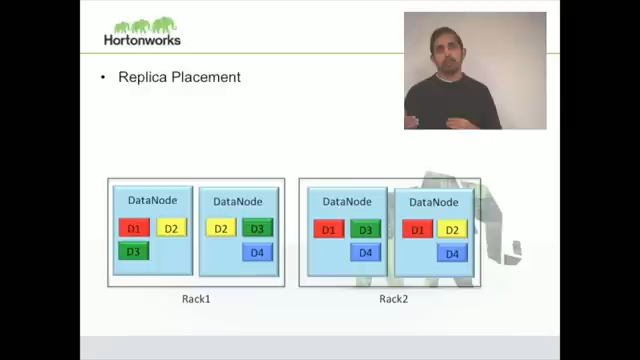 Hortonworks
• Replica Placement
DataNode DataNode DataNode DataNode
D1 D2 D2 D3 D1 D3 D1 D2
D3 D4 D4 D4
Rack1 Rack2